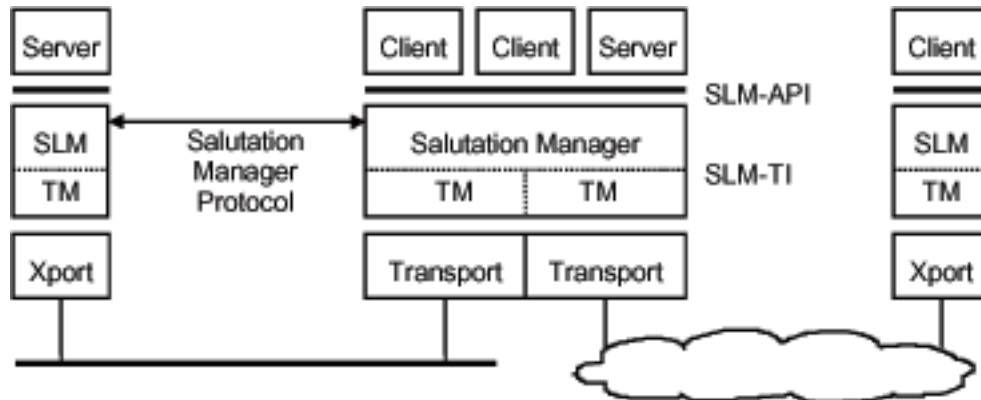 Server
Client
Client
Server
Client
SLM-API
SLM
Salutation
Manager
Protocol
Salutation Manager
SLM
TM
TM
TM
SLM-TI
TM
Xport
Transport
Transport
Xport